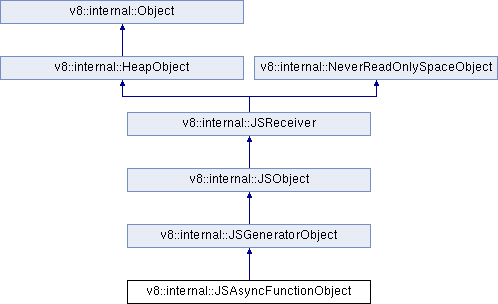 v8::internal::Object
v8::internal::HeapObject
v8::internal::NeverReadOnlySpaceObject
v8::internal::JSReceiver
v8::internal::JSObject
v8::internal::JSGeneratorObject
v8::internal::JSAsyncFunctionObject